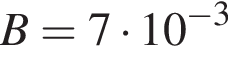 B = 7 · 10⁻³